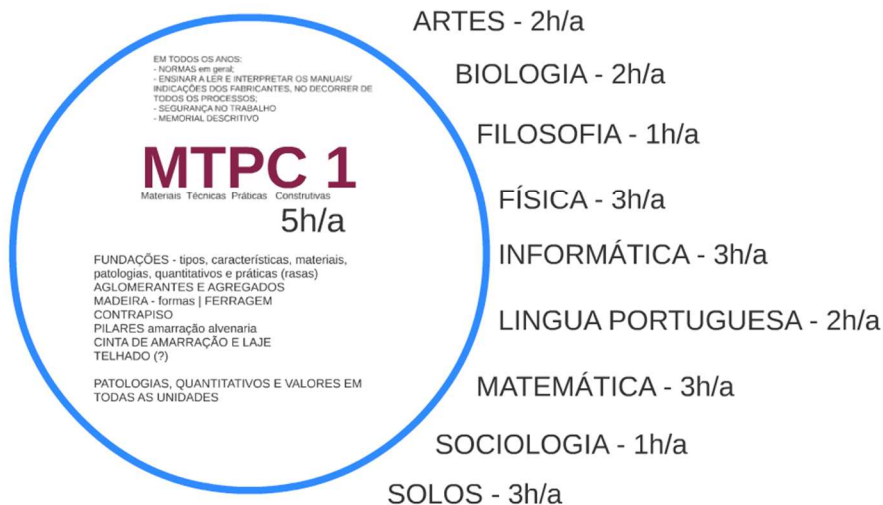 EM TODOS OS ANOS:
- NORMAS em geral;
- ENSINAR A LER E INTERPRETAR OS MANUAIS/
INDICAÇÕES DOS FABRICANTES, NO DECORRER DE
TODOS OS PROCESSOS;
- SEGURANÇA NO TRABALHO
- MEMORIAL DESCRITIVO
MTPC 1
Materiais Técnicas Práticas Construtivas
5h/a
FUNDAÇÕES - tipos, características, materiais,
patologias, quantitativos e práticas (rasas)
AGLOMERANTES E AGREGADOS
MADEIRA - formas | FERRAGEM
CONTRAPISO
PILARES amarração alvenaria
CINTA DE AMARRAÇÃO E LAJE
TELHADO (?)
PATOLOGIAS, QUANTITATIVOS E VALORES EM
TODAS AS UNIDADES
ARTES - 2h/a
BIOLOGIA - 2h/a
FILOSOFIA - 1h/a
FÍSICA - 3h/a
INFORMÁTICA - 3h/a
LINGUA PORTUGUESA - 2h/a
MATEMÁTICA - 3h/a
SOCIOLOGIA - 1h/a
SOLOS - 3h/a